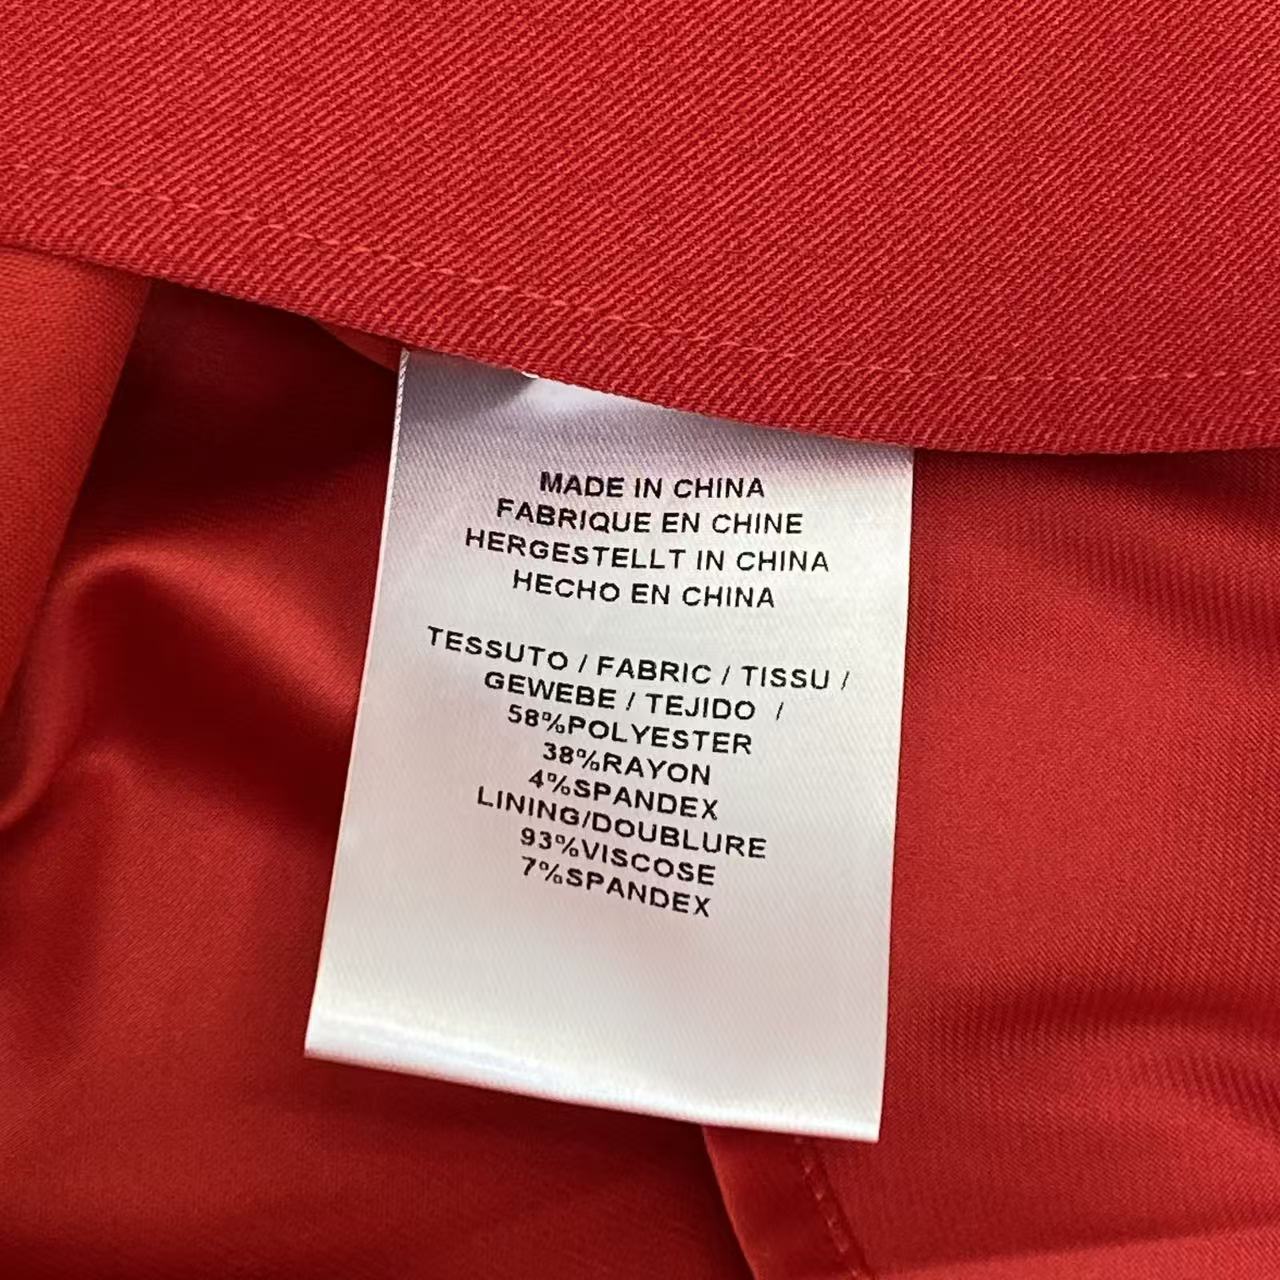 MADE IN CHINA
FABRIQUE EN CHINE
HERGESTELLT IN CHINA
HECHO EN CHINA
TESSUTO / FABRIC / TISSU /
GEWEBE / TEJIDO /
58%POLYESTER
38%RAYON
4%SPANDEX
LINING/DOUBLURE
93%VISCOSE
7%SPANDEX